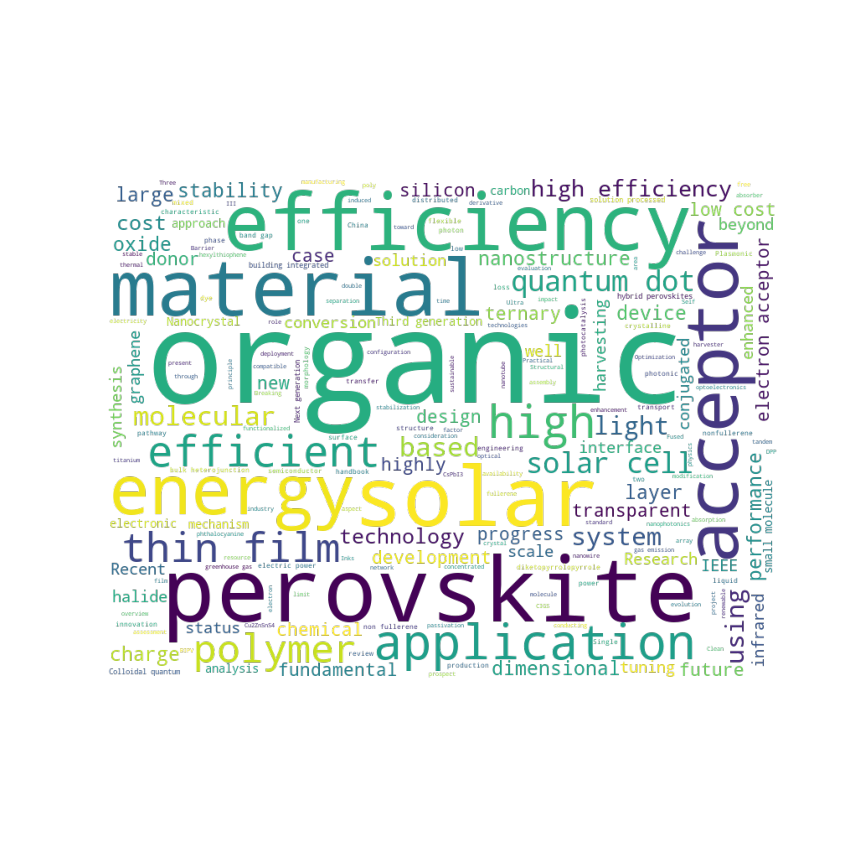 Three
manufacturing
large
stability
silicon
carbon
high efficiency
solution processed
free
absorber
characteristic
III
induced
distributed
derivative
cost
approach
efficiency
one
China
flexible
photon
toward
low cost
beyond
oxide
phase
band gap
Barrier
case
low
challenge
Plasmonic
stable
thermal
donor
hexylthiophene
building integrated
solution
nanostructure
evaluation
area
material
dye
double
separation
time
loss
Ultra
impact
quantum dot
hybrid perovskites
Self
electricity
Nanocrystal
conversion
Third generation
ternary
device
crystalline
role
technologies
photocatalysis
harvester
graphene
deployment
configuration
Practical
Optimization
enhanced
electron acceptor
present
compatible
through
principle
organic
well
Structural
harvesting
photonic
synthesis
new
Next generation
transfer
morphology
sustainable
nanotube
assembly
transport
optoelectronics
conjugated
acceptor
molecular
functionalized
stabilization
design
high
enhancement
light
Breaking
pathway
surface
structure
factor
consideration
engineering
optical
fused
nonfullerene
tandem
titanium
efficient
based
interface
physics
DPP
bulk heterojunction
semiconductor
handbook
highly
CsPbI3
solar cell
two
modification
energy
solar
fullerene
layer
performance
small molecule
industry
aspect
standard
transparent
nanophotonics
absorption
electronic
mechanism
phthalocyanine
technology
progress
system
gas emission
array
thin film
development
scale
Research
IEEE
Recent
resource
greenhouse gas
electric power
Inks
network
concentrated
diketopyrrolopyrrole
nanowire
power
liquid
film
halide
electron
limit
perovskite
molecule
evolution
project
renewable
using
infrared
overview
innovation
status
Cu2ZnSnS4
chemical
non fullerene
passivation
crystal
application
Single
Clean
charge
polymer
review
Colloidal quantum
analysis
fundamental
production
prospect
dimensional
tuning
future